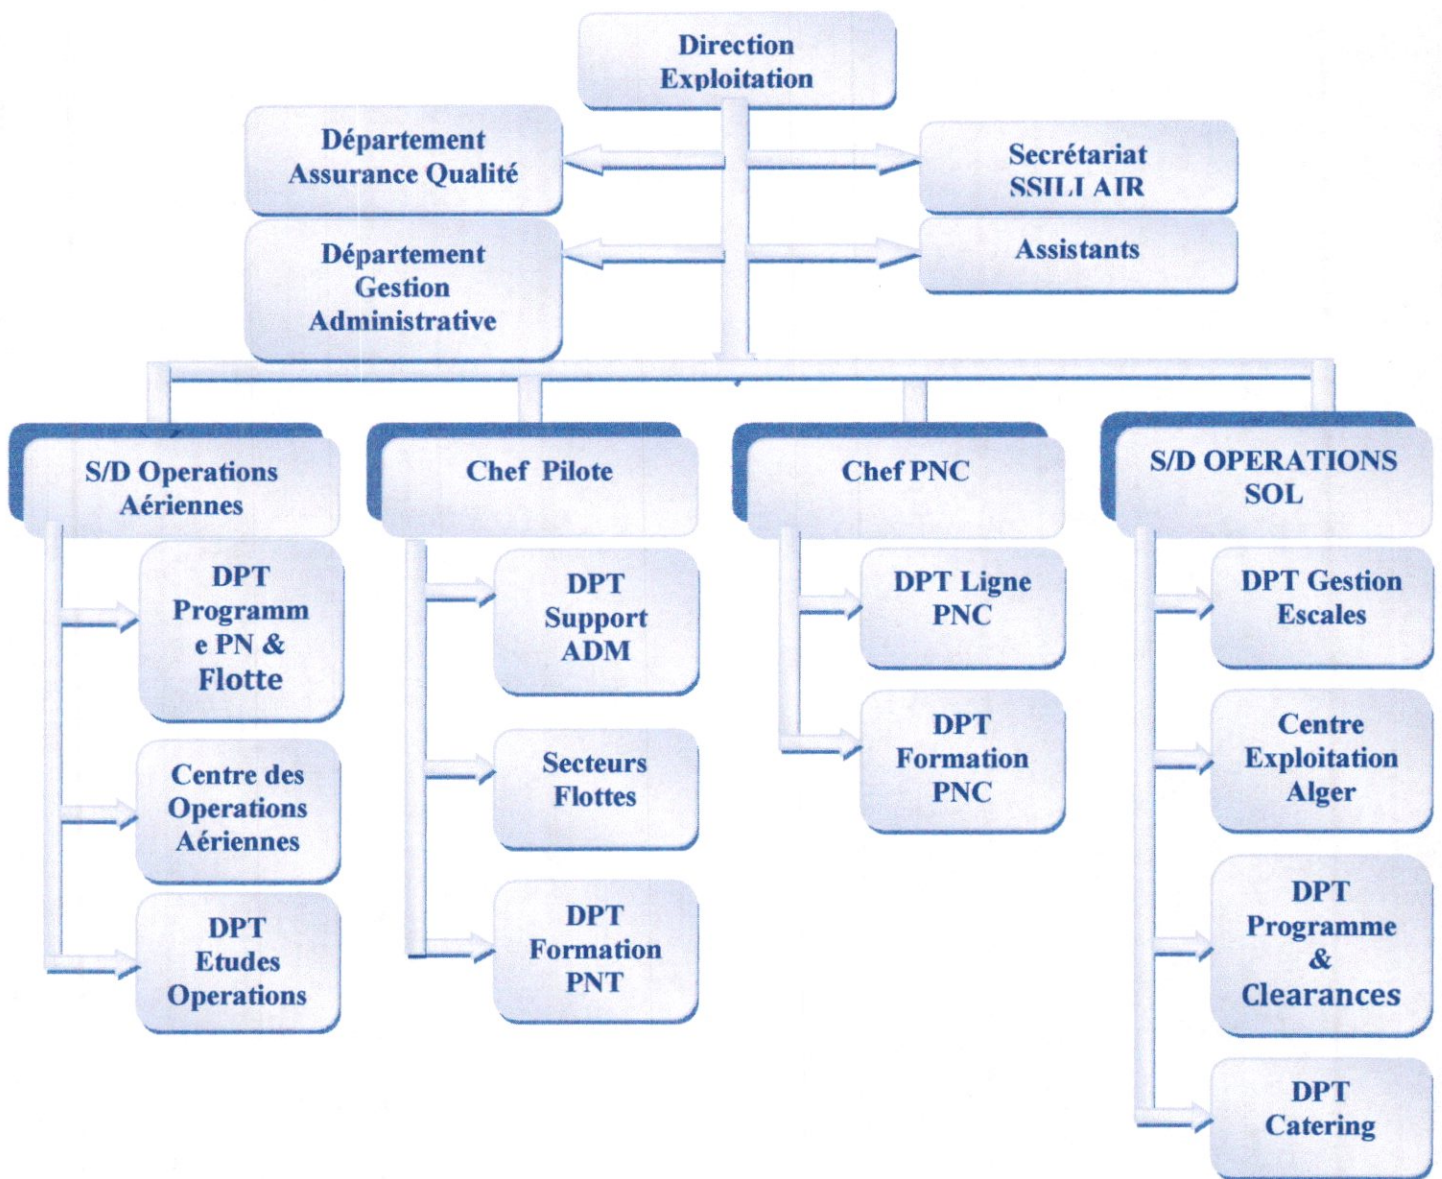 Direction
Exploitation
Département
Assurance Qualité
Secrétariat
SSILI AIR
Département
Gestion
Administrative
Assistants
S/D Operations
Aériennes
DPT
Programm
e PN &
Flotte
Centre des
Operations
Aériennes
DPT
Etudes
Operations
Chef Pilote
DPT
Support
ADM
Secteurs
Flottes
DPT
Formation
PNT
Chef PNC
DPT Ligne
PNC
DPT
Formation
PNC
S/D OPERATIONS
SOL
DPT Gestion
Escales
Centre
Exploitation
Alger
DPT
Programme
&
Clearances
DPT
Catering